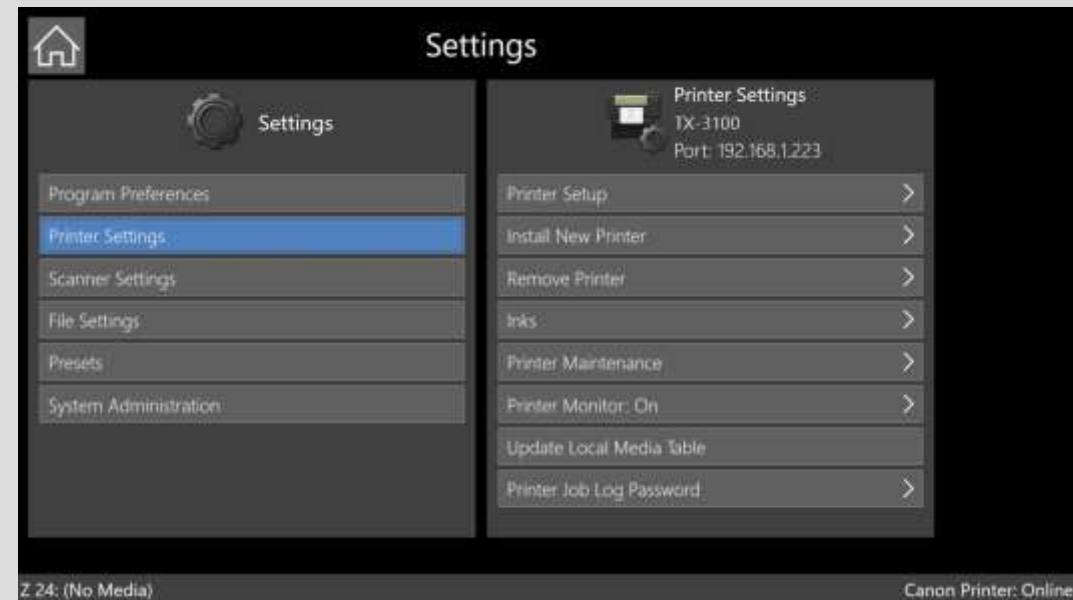 Settings
Settings
Program Preferences
Printer Settings
Scanner Settings
File Settings
Presets
System Administration
Printer Settings
TX-3100
Port: 192.168.1.223
Printer Setup
Install New Printer
Remove Printer
Inks
Printer Maintenance
Printer Monitor: On
Update Local Media Table
Printer Job Log Password
Z 24: (No Media)
Canon Printer: Online